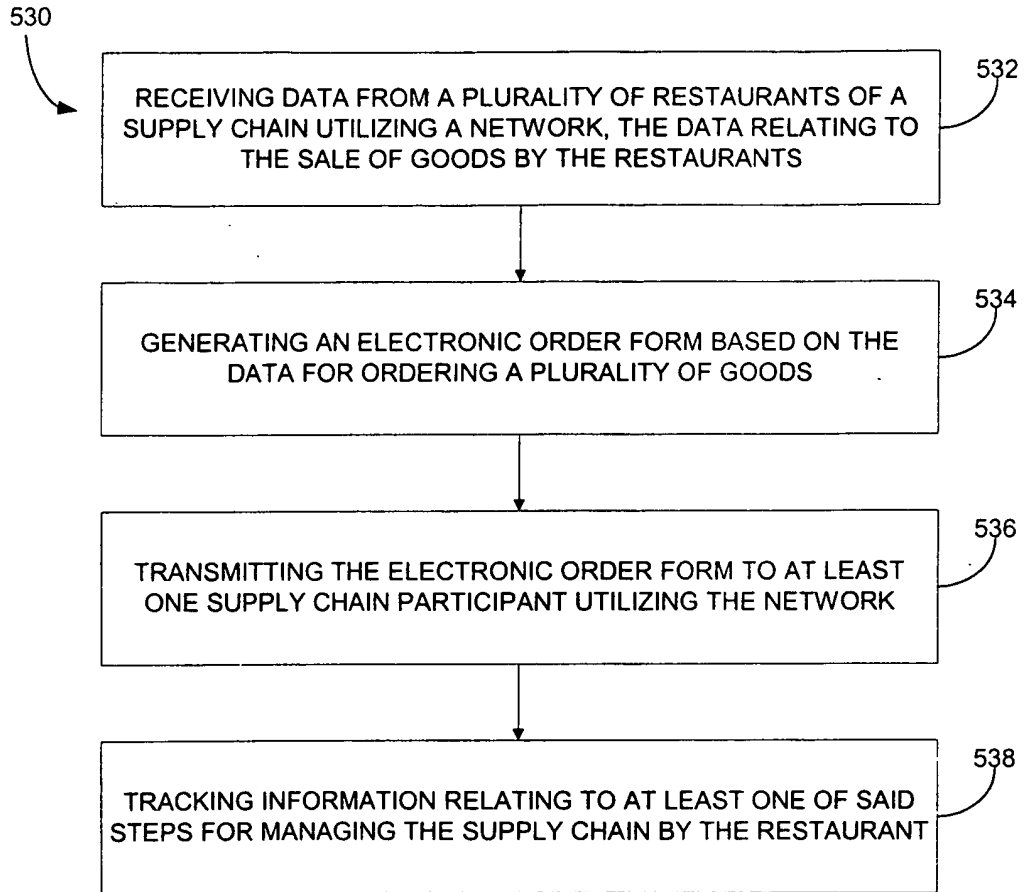 530
532
RECEIVING DATA FROM A PLURALITY OF RESTAURANTS OF A
SUPPLY CHAIN UTILIZING A NETWORK, THE DATA RELATING TO
THE SALE OF GOODS BY THE RESTAURANTS
534
GENERATING AN ELECTRONIC ORDER FORM BASED ON THE
DATA FOR ORDERING A PLURALITY OF GOODS
536
TRANSMITTING THE ELECTRONIC ORDER FORM TO AT LEAST
ONE SUPPLY CHAIN PARTICIPANT UTILIZING THE NETWORK
538
TRACKING INFORMATION RELATING TO AT LEAST ONE OF SAID
STEPS FOR MANAGING THE SUPPLY CHAIN BY THE RESTAURANT